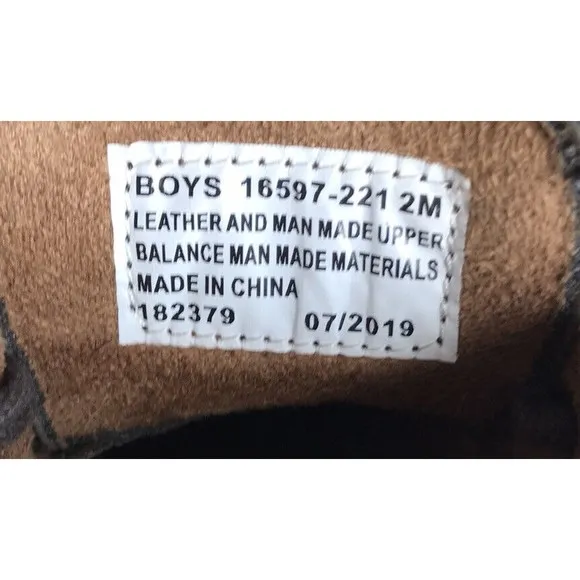 BOYS 16597-221 2M
LEATHER AND MAN MADE UPPER
BALANCE MAN MADE MATERIALS
MADE IN CHINA
182379 07/2019